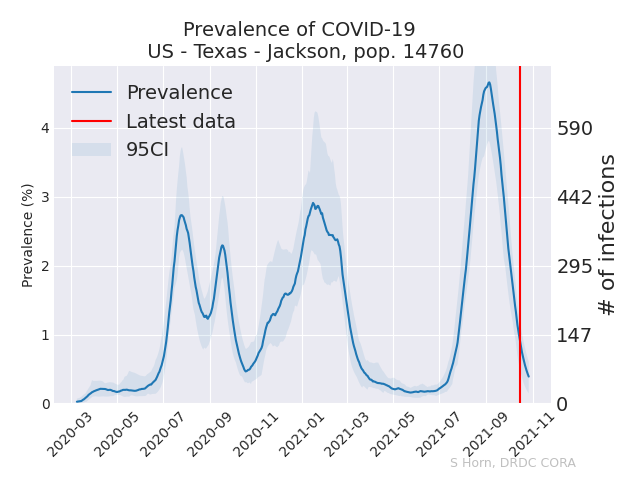 Prevalence of COVID-19
US - Texas - Jackson, pop. 14760
Prevalence
Latest data
95CI
Prevalence (%)
4
3
2
1
0
590
442
295
147
0
# of infections
2020-03
2020-05
2020-07
2020-09
2020-11
2021-01
2021-03
2021-05
2021-07
2021-09
2021-11
S Horn, DRDC CORA